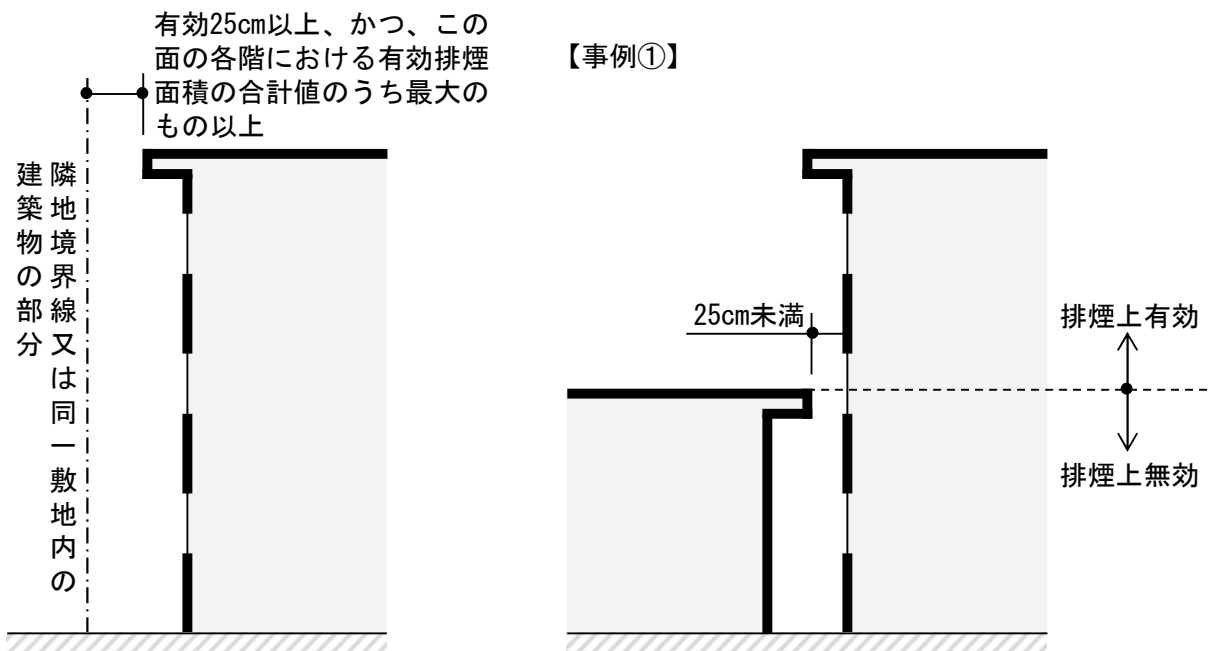 有効25cm以上、かつ、この
面の各階における有効排煙
面積の合計値のうち最大の
もの以上
隣地境界線又は同一敷地内の
建築物の部分
【事例①】
25cm未満
排煙上有効
排煙上無効